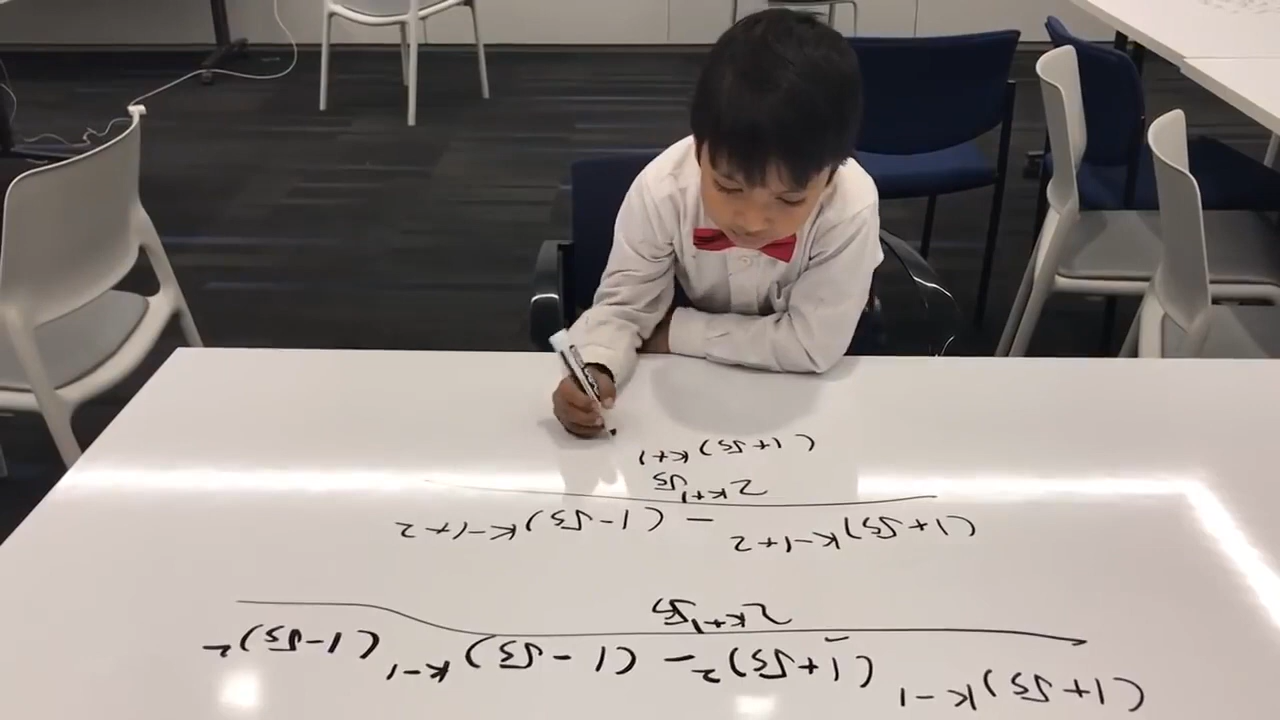 (1+√5)^{k-1} (1+√5)^2 - (1-√5)^{k-1} (1-√5)^2
2^{k+1}√5
(1+√5)^{k-1+2} - (1-√5)^{k-1+2}
2^{k+1}√5
(1+√5)^{k+1}